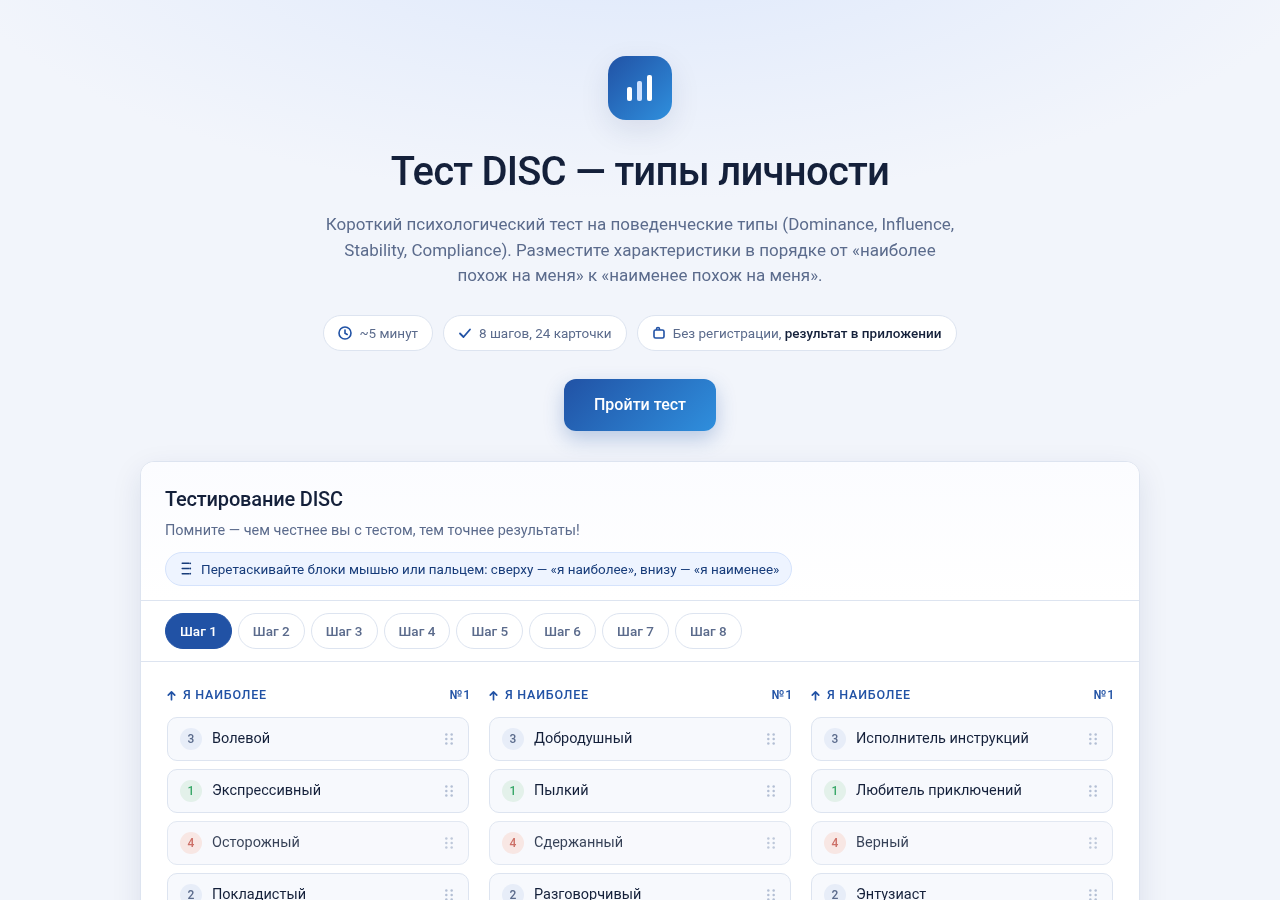 Тест DISC — типы личности
Короткий психологический тест на поведенческие типы (Dominance, Influence,
Stability, Compliance). Разместите характеристики в порядке от «наиболее
похож на меня» к «наименее похож на меня».
~5 минут
8 шагов, 24 карточки
Без регистрации, результат в приложении
Пройти тест
Тестирование DISC
Помните — чем честнее вы с тестом, тем точнее результаты!
Перетаскивайте блоки мышью или пальцем: сверху — «я наиболее», внизу — «я наименее»
Шаг 1
Шаг 2
Шаг 3
Шаг 4
Шаг 5
Шаг 6
Шаг 7
Шаг 8
Я НАИБОЛЕЕ №1
3 Волевой
1 Экспрессивный
4 Осторожный
2 Покладистый
Я НАИБОЛЕЕ №1
3 Добродушный
1 Пылкий
4 Сдержанный
2 Разговорчивый
Я НАИБОЛЕЕ №1
3 Исполнитель инструкций
1 Любитель приключений
4 Верный
2 Энтузиаст